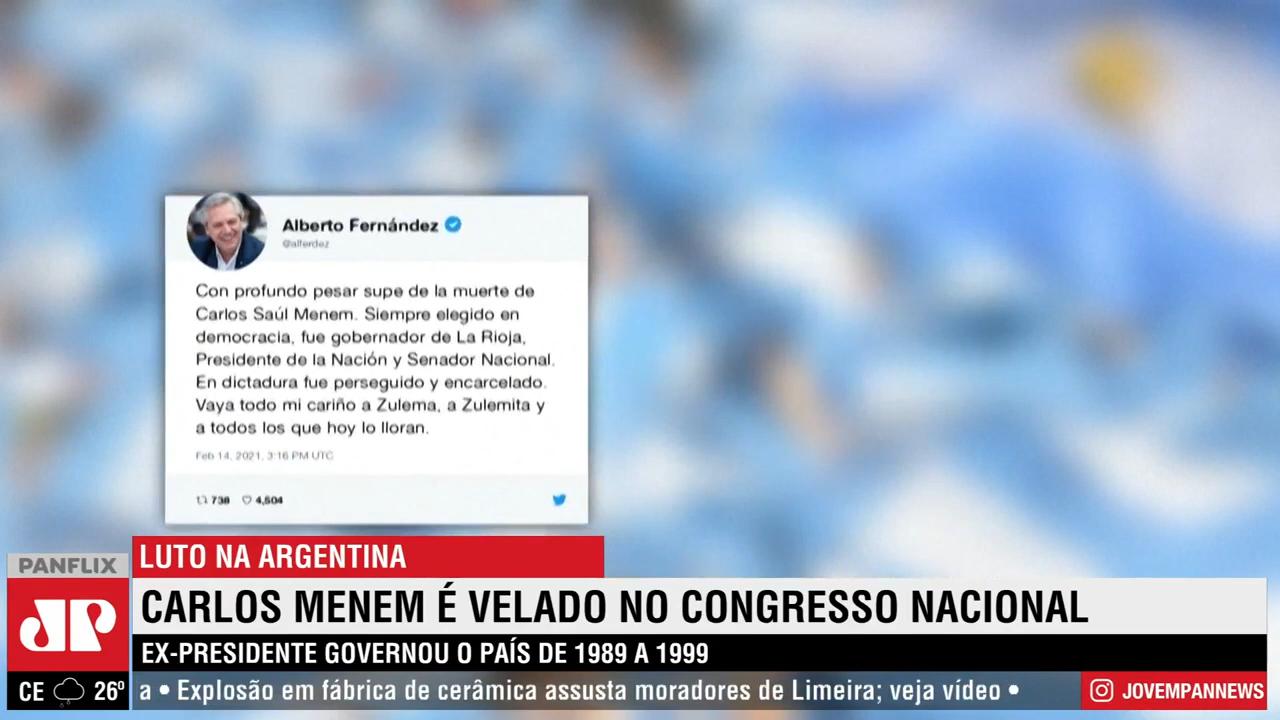 Alberto Fernández
@alferdez
Con profundo pesar supe de la muerte de
Carlos Saúl Menem. Siempre elegido en
democracia, fue gobernador de La Rioja,
Presidente de la Nación y Senador Nacional.
En dictadura fue perseguido y encarcelado.
Vaya todo mi cariño a Zulema, a Zulemita y
a todos los que hoy lo lloran.
Feb 14, 2021, 3:16 PM UTC
738 4,504
LUTO NA ARGENTINA
PANFLIX
CARLOS MENEM É VELADO NO CONGRESSO NACIONAL
JP
EX-PRESIDENTE GOVERNOU O PAÍS DE 1989 A 1999
CE 26º a • Explosão em fábrica de cerâmica assusta moradores de Limeira; veja vídeo • JOVEMPANNEWS